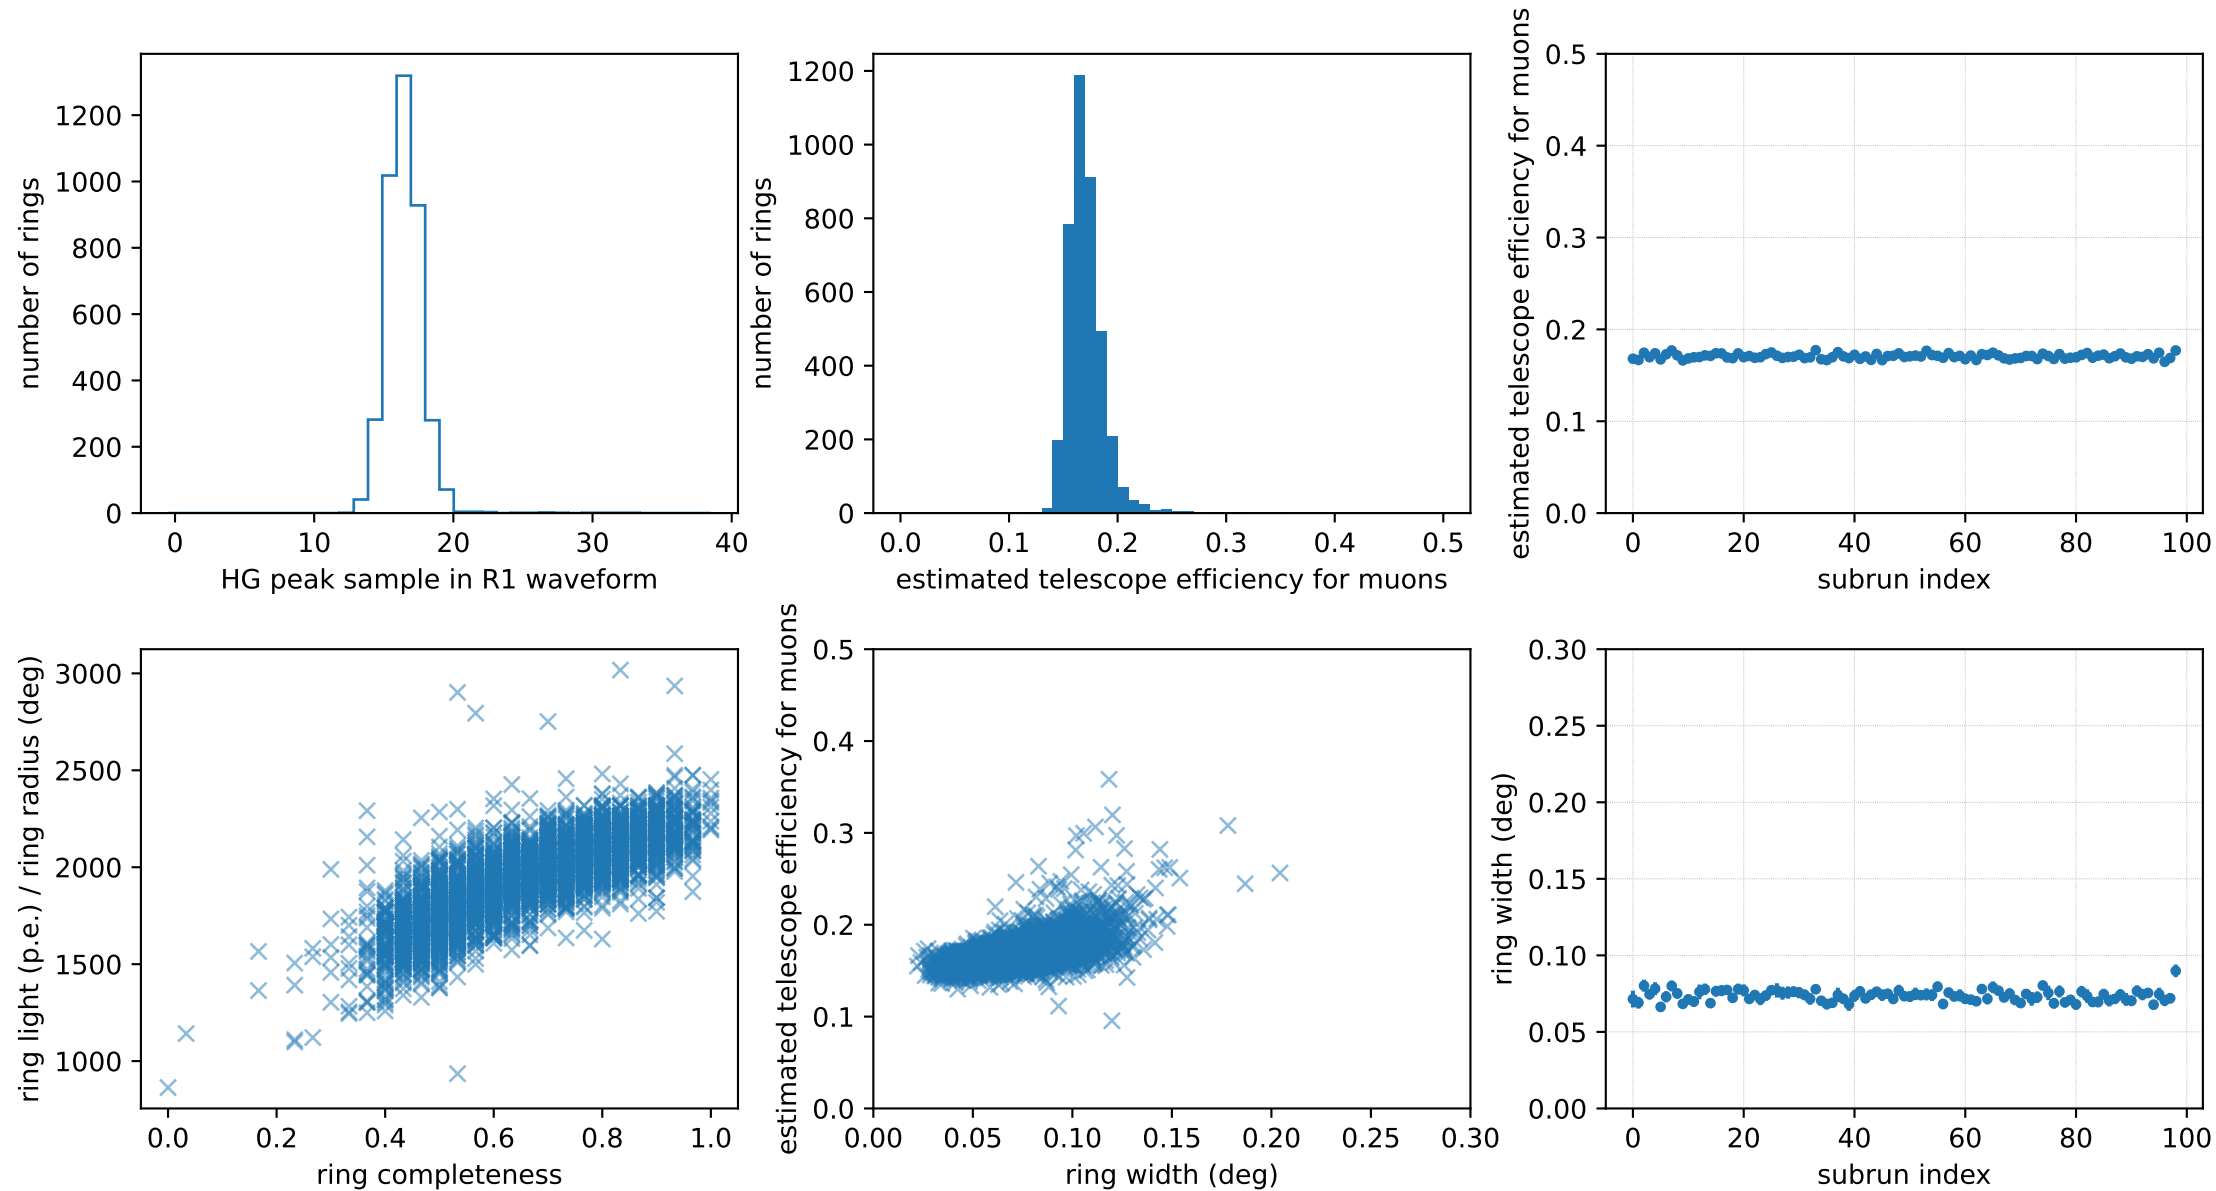 number of rings
1200
1000
800
600
400
200
0
0 10 20 30 40
HG peak sample in R1 waveform
number of rings
1200
1000
800
600
400
200
0
0.0 0.1 0.2 0.3 0.4 0.5
estimated telescope efficiency for muons
estimated telescope efficiency for muons
0.5
0.4
0.3
0.2
0.1
0.0
0 20 40 60 80 100
subrun index
ring light (p.e.) / ring radius (deg)
3000
2500
2000
1500
1000
0.0 0.2 0.4 0.6 0.8 1.0
ring completeness
estimated telescope efficiency for muons
0.5
0.4
0.3
0.2
0.1
0.0
0.00 0.05 0.10 0.15 0.20 0.25 0.30
ring width (deg)
ring width (deg)
0.30
0.25
0.20
0.15
0.10
0.05
0.00
0 20 40 60 80 100
subrun index